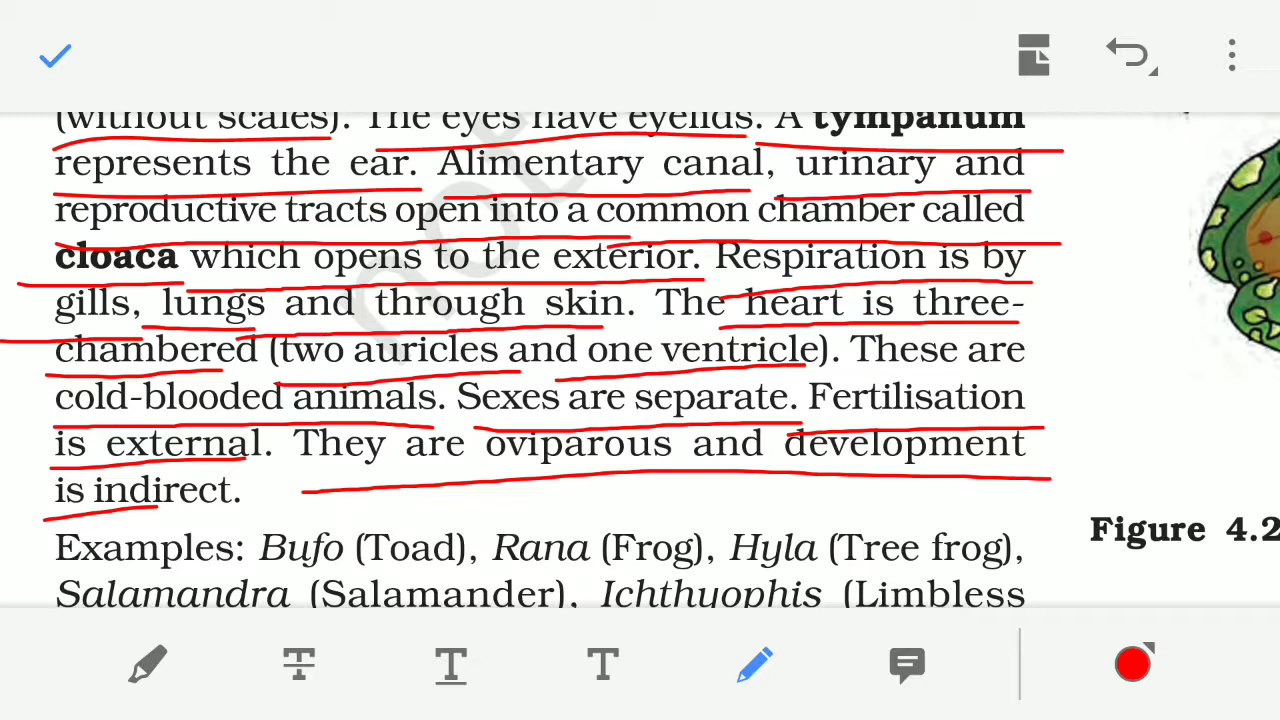 (without scales). The eyes have eyelids. A tympanum
represents the ear. Alimentary canal, urinary and
reproductive tracts open into a common chamber called
cloaca which opens to the exterior. Respiration is by
gills, lungs and through skin. The heart is three-
chambered (two auricles and one ventricle). These are
cold-blooded animals. Sexes are separate. Fertilisation
is external. They are oviparous and development
is indirect.
Examples: Bufo (Toad), Rana (Frog), Hyla (Tree frog),
Salamandra (Salamander), Ichthyophis (Limbless
Figure 4.2